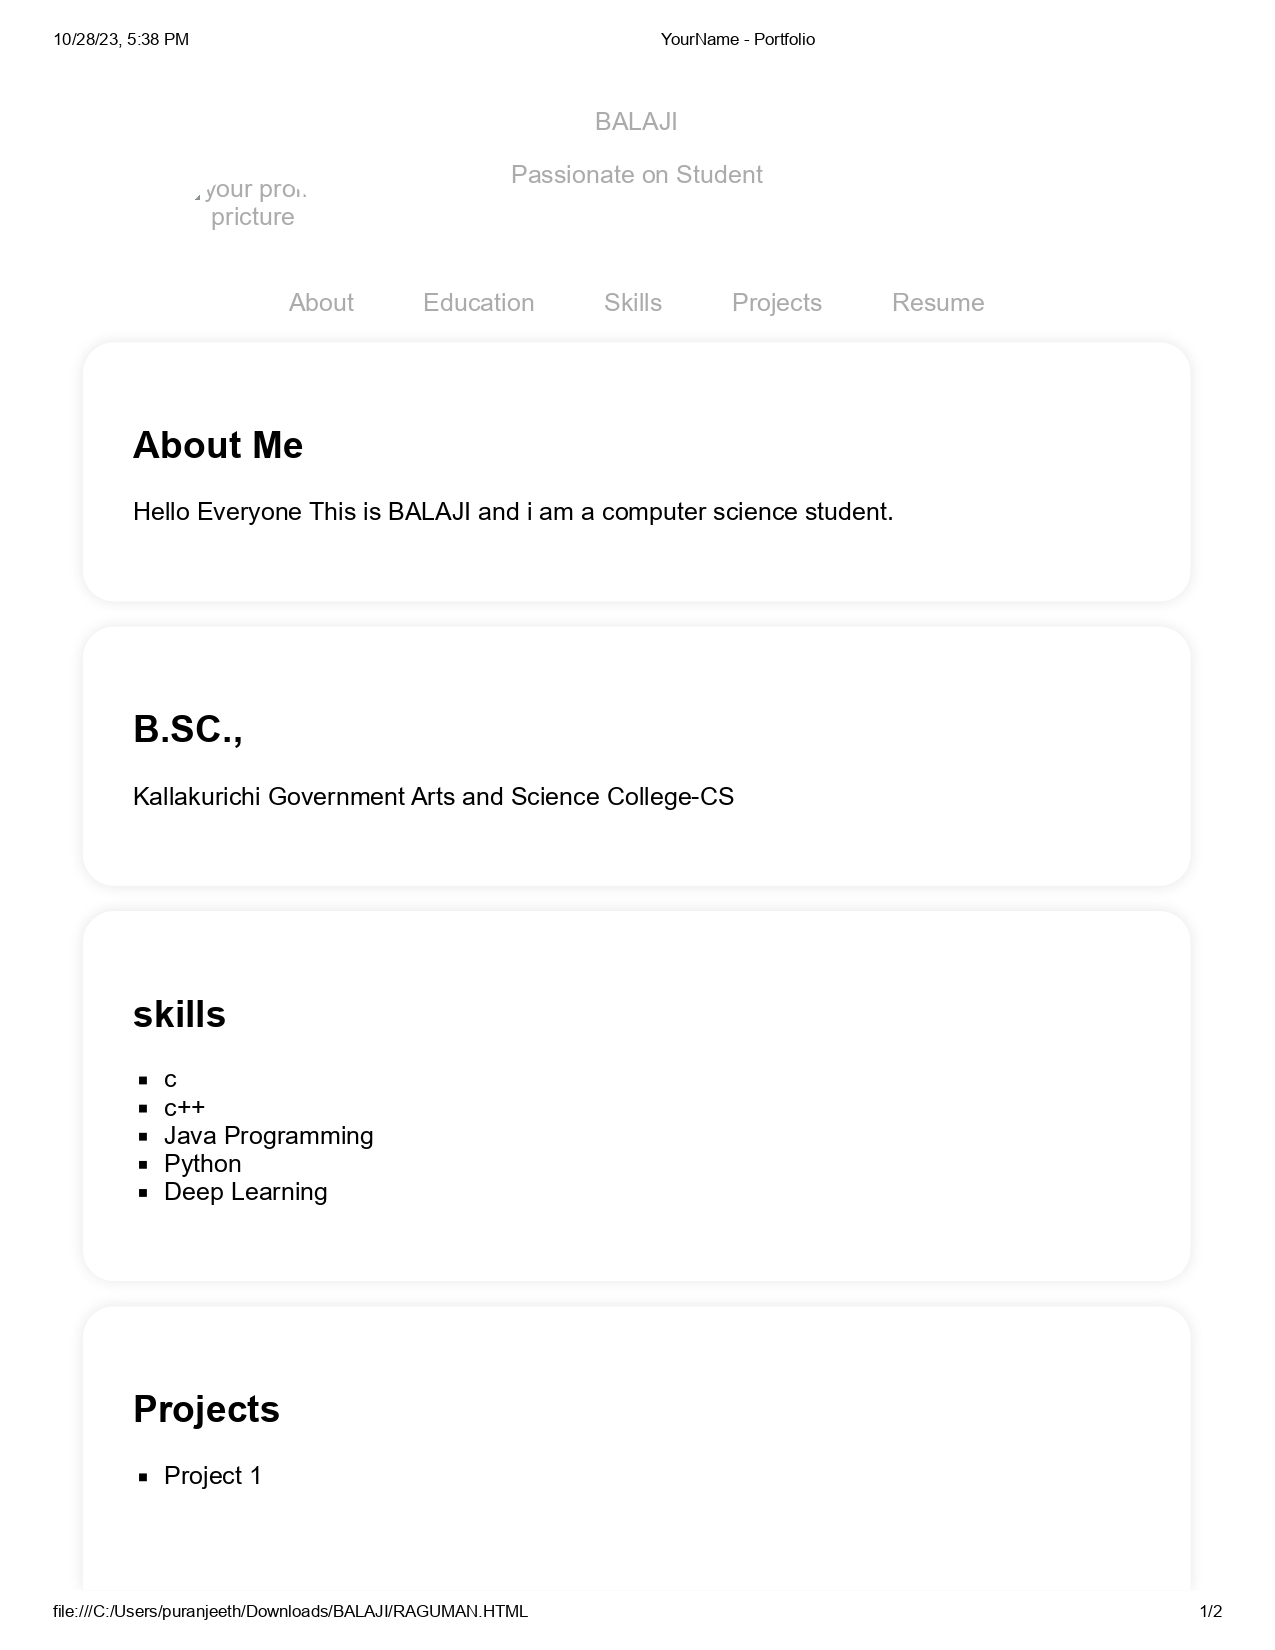 10/28/23, 5:38 PM YourName - Portfolio
BALAJI
Passionate on Student
your
pricture
About Education Skills Projects Resume
About Me
Hello Everyone This is BALAJI and i am a computer science student.
B.SC.,
Kallakurichi Government Arts and Science College-CS
skills
c
c++
Java Programming
Python
Deep Learning
Projects
Project 1
file:///C:/Users/puranjeeth/Downloads/BALAJI/RAGUMAN.HTML 1/2